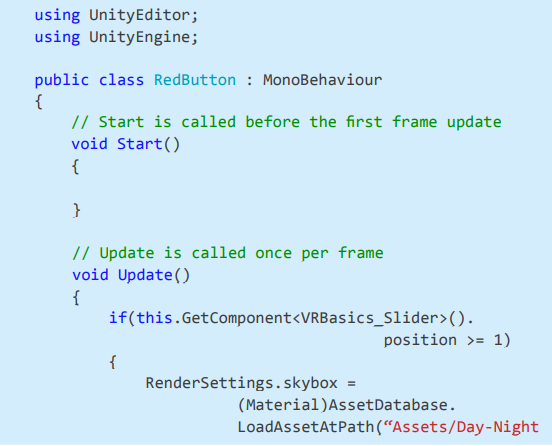 using UnityEditor;
using UnityEngine;
public class RedButton : MonoBehaviour
{
// Start is called before the first frame update
void Start()
{
}
// Update is called once per frame
void Update()
{
if(this.GetComponent<VRBasics_Slider>().
position >= 1)
{
RenderSettings.skybox =
(Material)AssetDatabase.
LoadAssetAtPath(“Assets/Day-Night